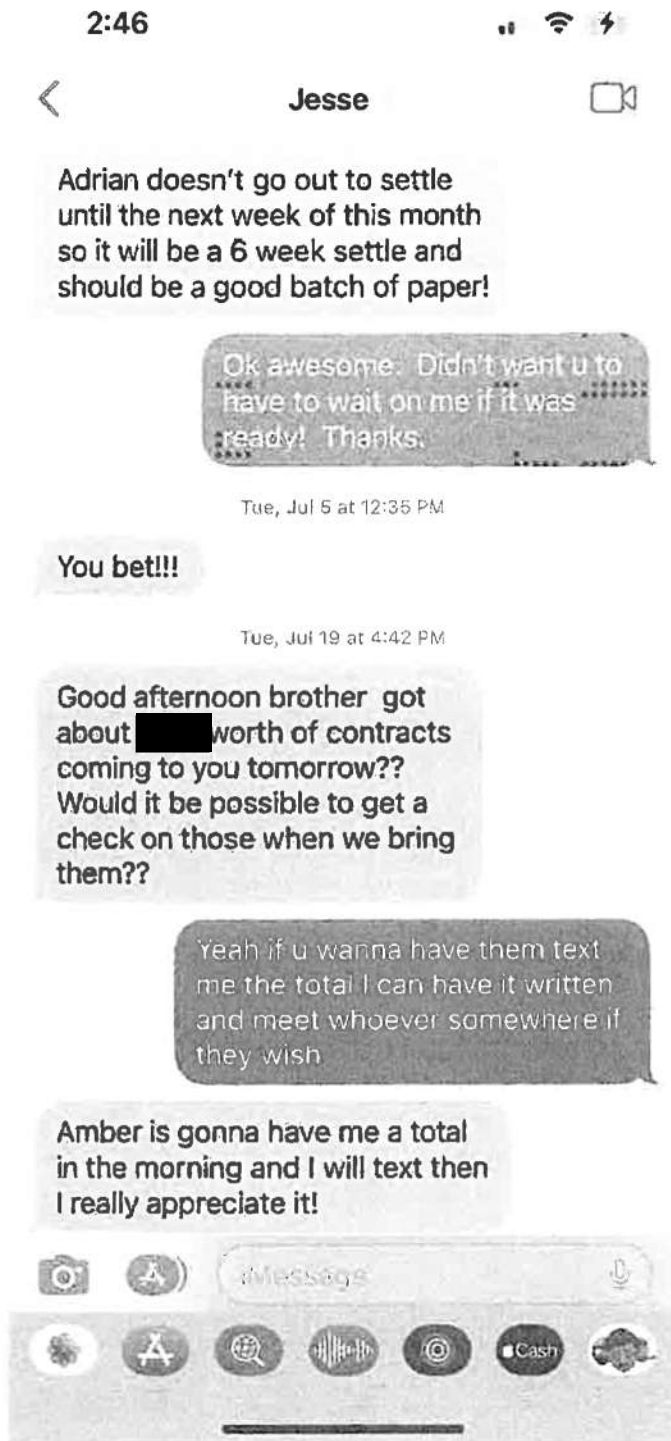 2:46
Jesse
Adrian doesn't go out to settle
until the next week of this month
so it will be a 6 week settle and
should be a good batch of paper!
Ok awesome. Didn't want u to
have to wait on me if it was
ready! Thanks.
Tue, Jul 5 at 12:35 PM
You bet!!!
Tue, Jul 19 at 4:42 PM
Good afternoon brother got
about worth of contracts
coming to you tomorrow??
Would it be possible to get a
check on those when we bring
them??
Yeah if u wanna have them text
me the total I can have it written
and meet whoever somewhere if
they wish
Amber is gonna have me a total
in the morning and I will text then
I really appreciate it!
iMessage
Cash